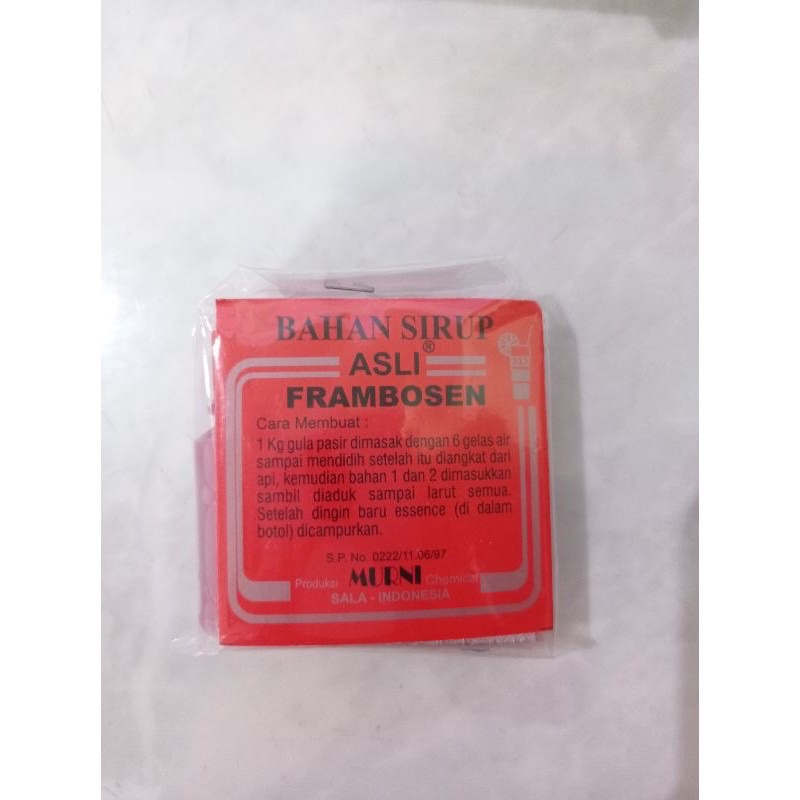 BAHAN SIRUP
ASLI®
FRAMBOSEN
Cara Membuat :
1 Kg gula pasir dimasak dengan 6 gelas air
sampai mendidih setelah itu diangkat dari
api, kemudian bahan 1 dan 2 dimasukkan
sambil diaduk sampai larut semua.
Setelah dingin baru essence (di dalam
botol) dicampurkan.
S.P. No. 0222/11.06/97
Produksi MURNI Chemical
SALA - INDONESIA